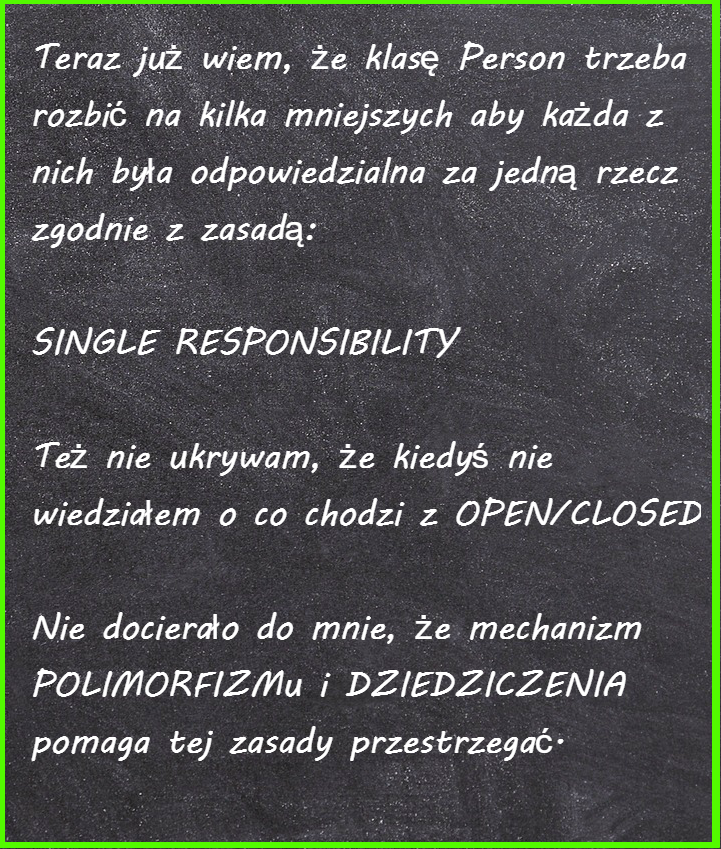 Teraz już wiem, że klasę Person trzeba
rozbić na kilka mniejszych aby każda z
nich była odpowiedzialna za jedną rzecz
zgodnie z zasadą:
SINGLE RESPONSIBILITY
Też nie ukrywam, że kiedyś nie
wiedziałem o co chodzi z OPEN/CLOSED
Nie docierało do mnie, że mechanizm
POLIMORFIZMu i DZIEDZICZENIA
pomaga tej zasady przestrzegać.